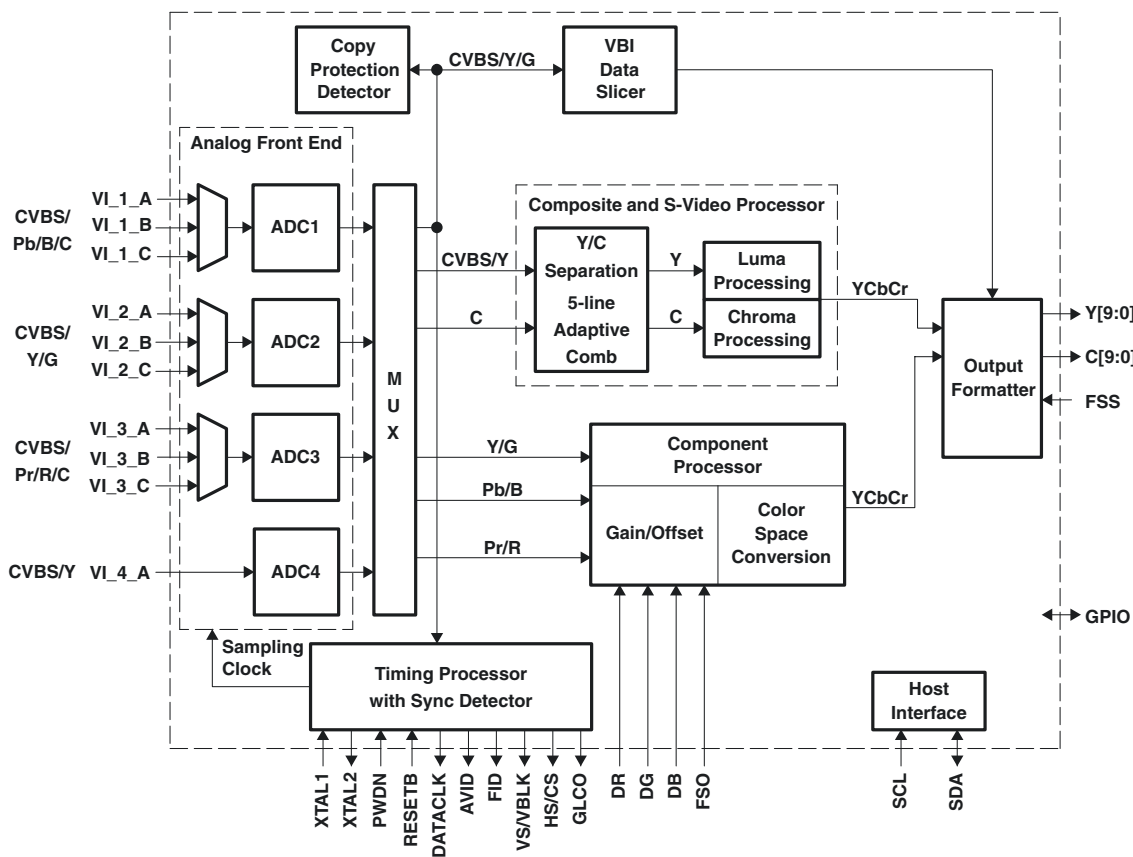 Copy
Protection
Detector
CVBS/Y/G
VBI
Data
Slicer
Analog Front End
CVBS/
Pb/B/C
VI_1_A
VI_1_B
VI_1_C
ADC1
CVBS/
Y/G
VI_2_A
VI_2_B
VI_2_C
ADC2
CVBS/
Pr/R/C
VI_3_A
VI_3_B
VI_3_C
ADC3
CVBS/Y
VI_4_A
ADC4
M
U
X
Composite and S-Video Processor
CVBS/Y
C
Y/C
Separation
5-line
Adaptive
Comb
Y
C
Luma
Processing
Chroma
Processing
YCbCr
Output
Formatter
Y[9:0]
C[9:0]
FSS
Y/G
Pb/B
Pr/R
Component
Processor
Gain/Offset
Color
Space
Conversion
YCbCr
GPIO
Sampling
Clock
Timing Processor
with Sync Detector
Host
Interface
XTAL1
XTAL2
PWDN
RESETB
DATACLK
AVID
FID
VS/VBLK
HS/CS
GLCO
DR
DG
DB
FSO
SCL
SDA